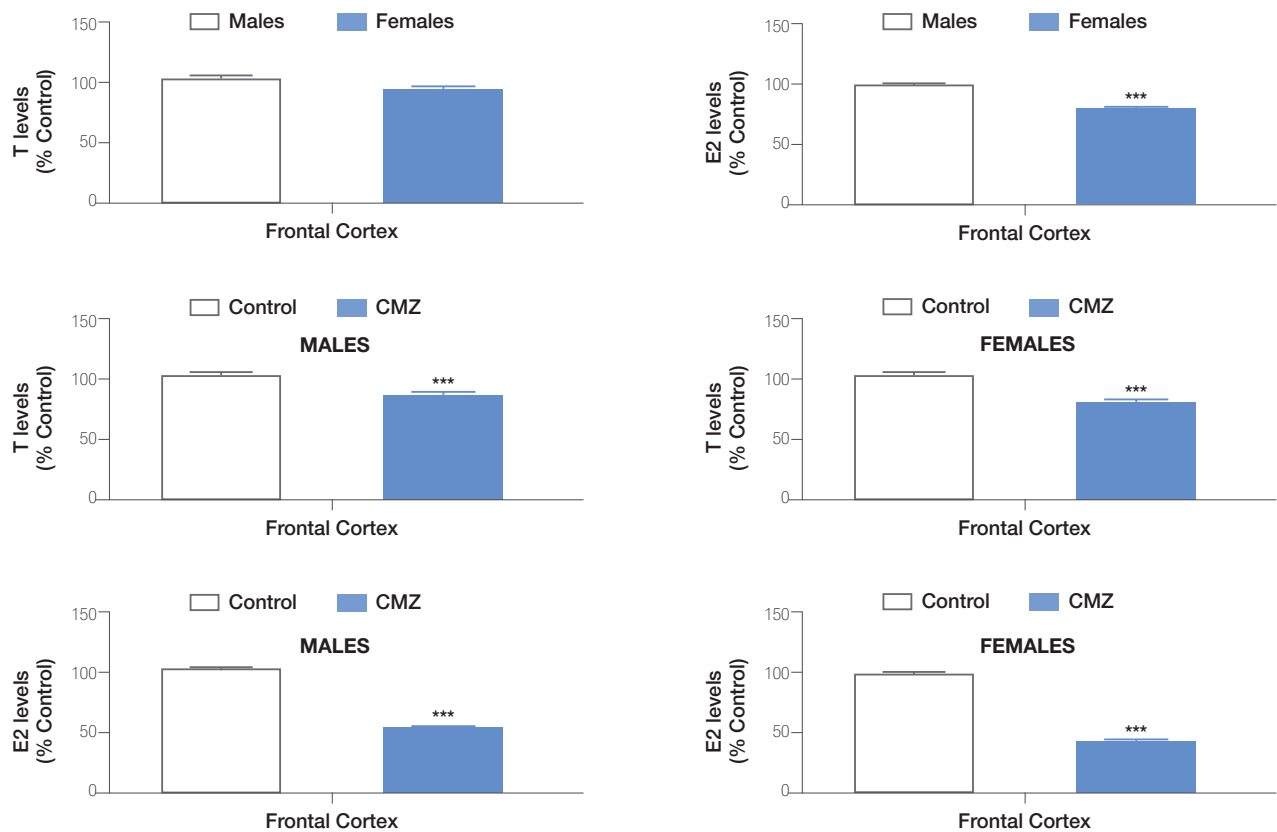 Males Females
T levels
(% Control)
150
100
50
0
Frontal Cortex
Males Females
E2 levels
(% Control)
150
100
50
0
***
Frontal Cortex
Control CMZ
MALES
T levels
(% Control)
150
100
50
0
***
Frontal Cortex
Control CMZ
FEMALES
T levels
(% Control)
150
100
50
0
***
Frontal Cortex
Control CMZ
MALES
E2 levels
(% Control)
150
100
50
0
***
Frontal Cortex
Control CMZ
FEMALES
E2 levels
(% Control)
150
100
50
0
***
Frontal Cortex